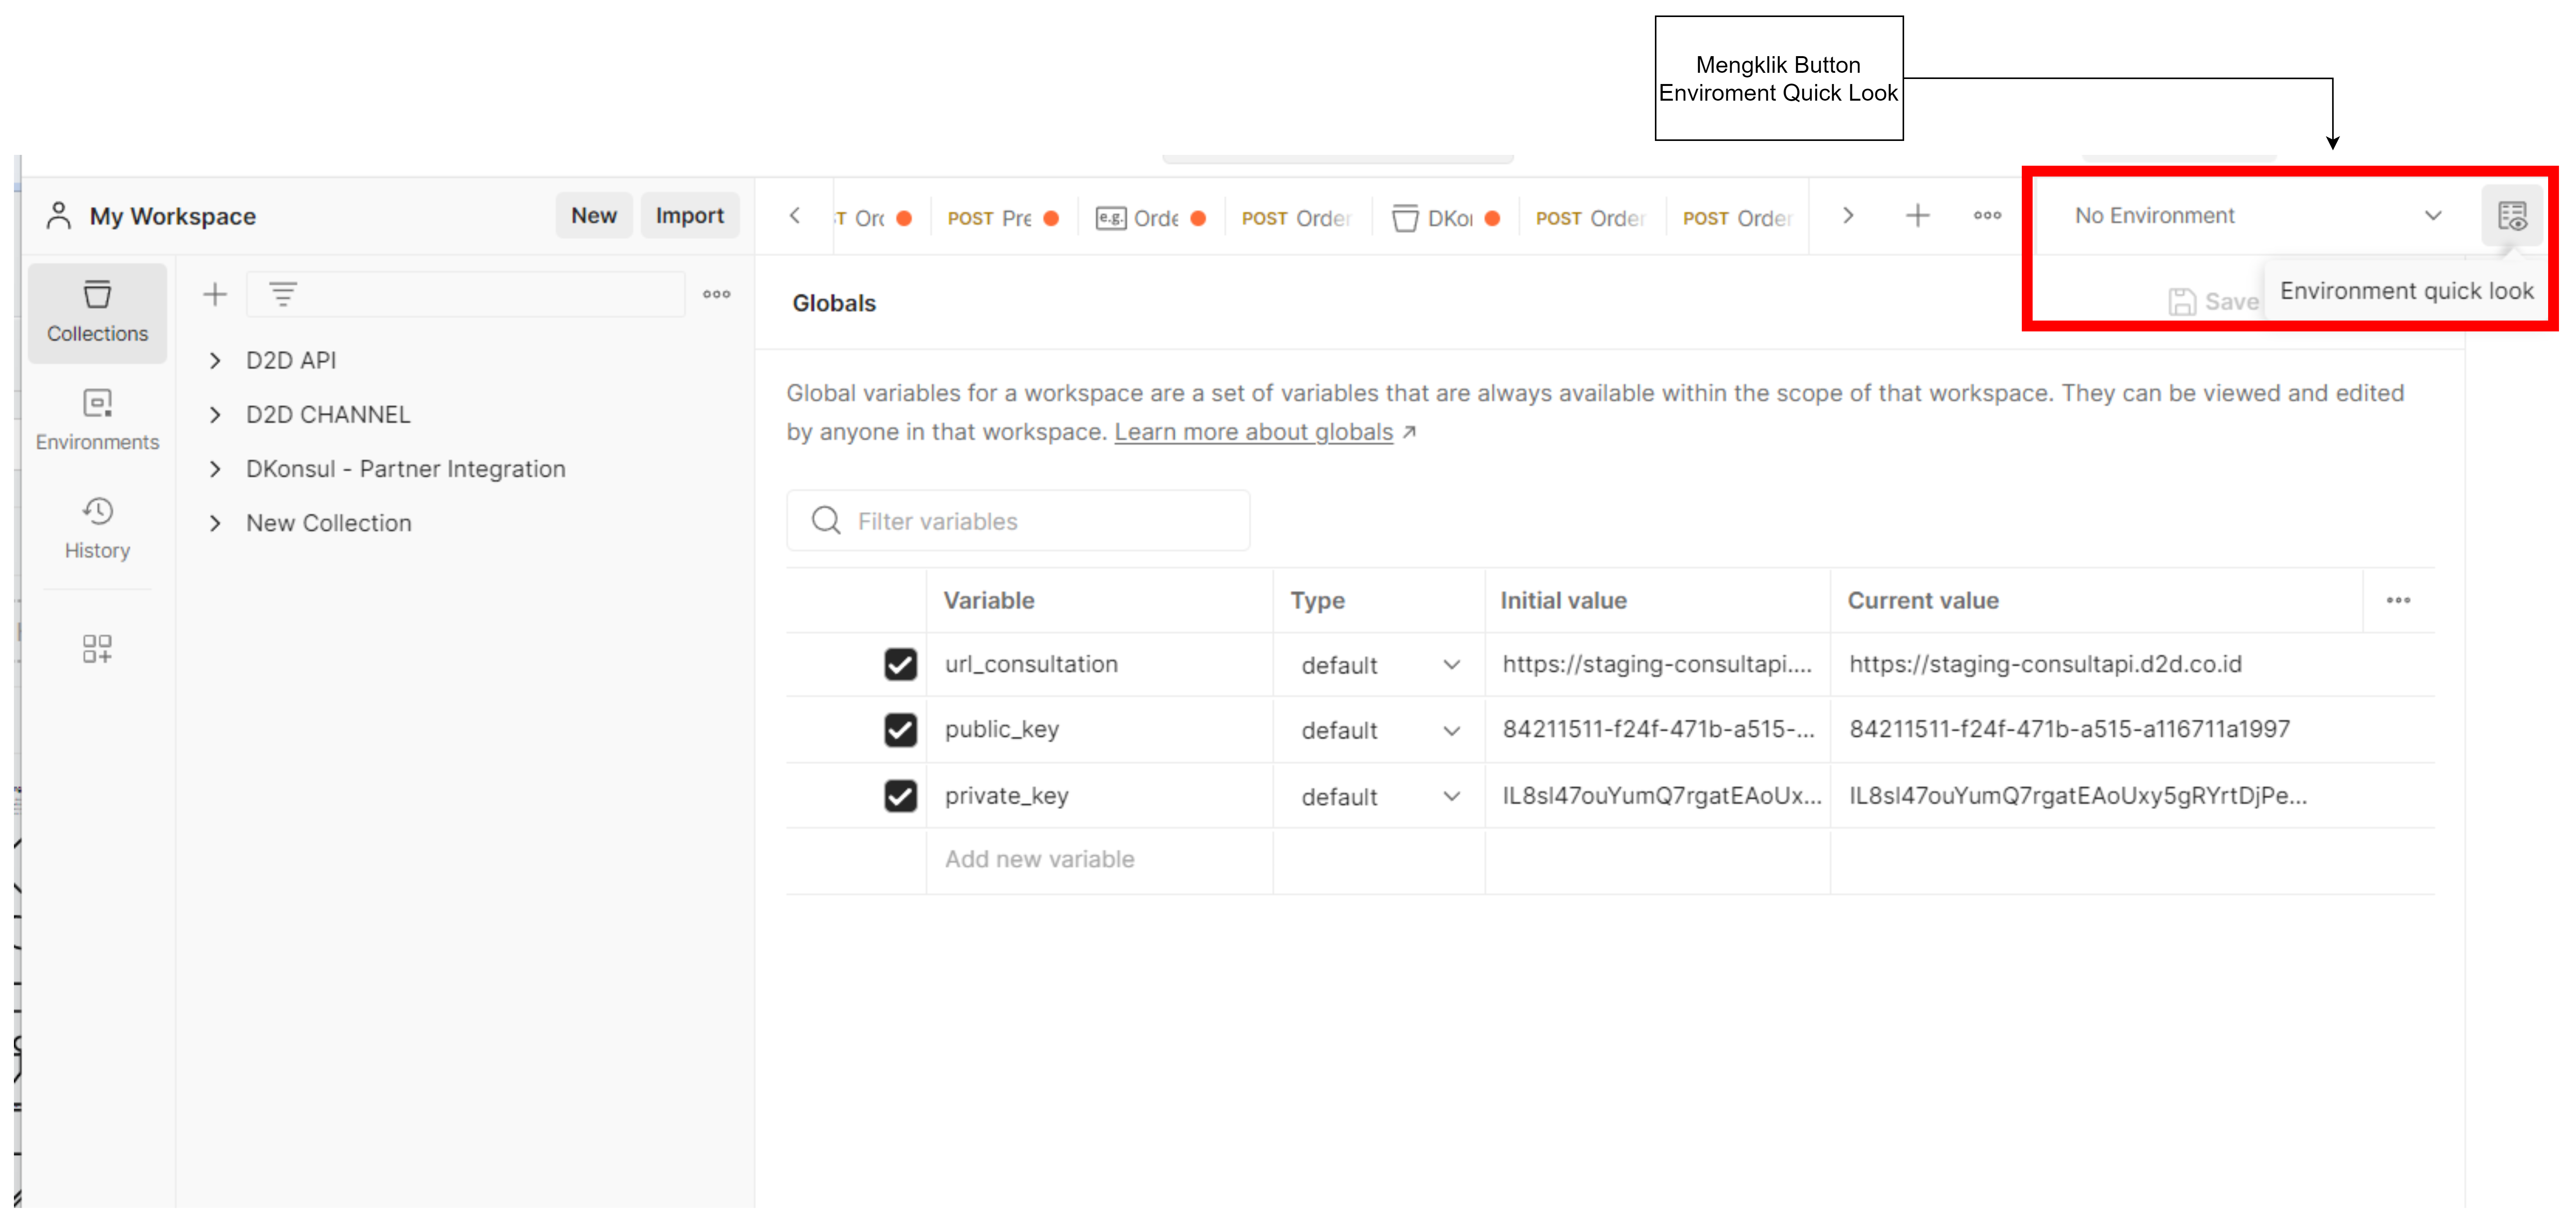 Mengklik Button
Enviroment Quick Look
My Workspace
New
Import
POST Pre
e.g. Orde
POST Order
DKo
POST Order
POST Order
No Environment
Environment quick look
Save
Globals
Collections
Environments
History
D2D API
D2D CHANNEL
DKonsul - Partner Integration
New Collection
Global variables for a workspace are a set of variables that are always available within the scope of that workspace. They can be viewed and edited
by anyone in that workspace. Learn more about globals
Filter variables
Variable Type Initial value Current value
url_consultation default https://staging-consultapi.... https://staging-consultapi.d2d.co.id
public_key default 84211511-f24f-471b-a515-... 84211511-f24f-471b-a515-a116711a1997
private_key default IL8sl47ouYumQ7rgatEAoUx... IL8sl47ouYumQ7rgatEAoUxy5gRYrtDjPe...
Add new variable